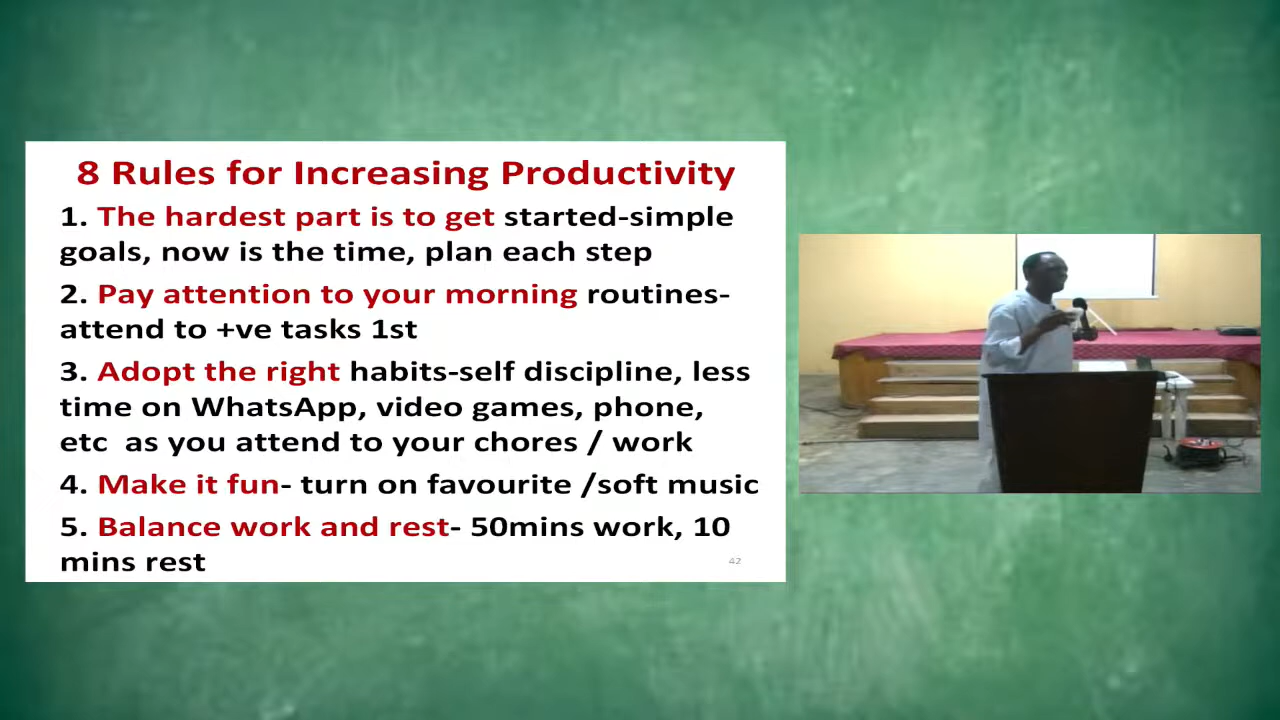 8 Rules for Increasing Productivity
1. The hardest part is to get started-simple
goals, now is the time, plan each step
2. Pay attention to your morning routines-
attend to +ve tasks 1st
3. Adopt the right habits-self discipline, less
time on WhatsApp, video games, phone,
etc  as you attend to your chores / work
4. Make it fun- turn on favourite /soft music
5. Balance work and rest- 50mins work, 10
mins rest
42